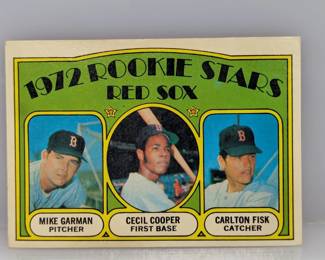 1972 ROOKIE STARS
RED SOX
B
B
B
MIKE GARMAN
PITCHER
CECIL COOPER
FIRST BASE
CARLTON FISK
CATCHER